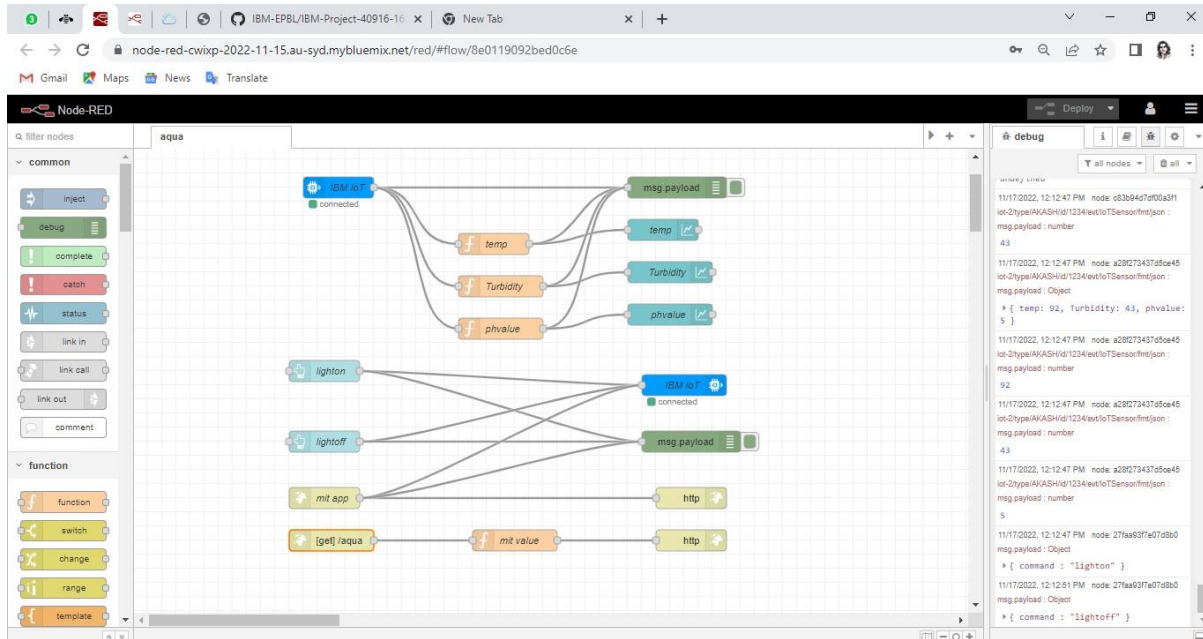 IBM-EPBL/IBM-Project-40916-16
New Tab
node-red-cwixp-2022-11-15.au-syd.mybluemix.net/red/#flow/8e0119092bed0c6e
Gmail Maps News Translate
Node-RED
Deploy
filter nodes
aqua
debug
all nodes
all
common
inject
debug
complete
catch
status
link in
link call
link out
comment
function
function
switch
change
range
template
IBM IoT
connected
msg.payload
temp
temp
Turbidity
Turbidity
phvalue
phvalue
lighton
IBM IoT
connected
lightoff
msg.payload
mit app
http
[get] /aqua
mit value
http
11/17/2022, 12:12:47 PM node: c83b94d7df00a3f1
iot-2/type/AKASH/id/1234/evt/IoTSensor/fmt/json :
msg.payload : number
43
11/17/2022, 12:12:47 PM node: a28f273437d5ce45
iot-2/type/AKASH/id/1234/evt/IoTSensor/fmt/json :
msg.payload : Object
{ temp: 92, Turbidity: 43, phvalue:
5 }
11/17/2022, 12:12:47 PM node: a28f273437d5ce45
iot-2/type/AKASH/id/1234/evt/IoTSensor/fmt/json :
msg.payload : number
92
11/17/2022, 12:12:47 PM node: a28f273437d5ce45
iot-2/type/AKASH/id/1234/evt/IoTSensor/fmt/json :
msg.payload : number
43
11/17/2022, 12:12:47 PM node: a28f273437d5ce45
iot-2/type/AKASH/id/1234/evt/IoTSensor/fmt/json :
msg.payload : number
5
11/17/2022, 12:12:47 PM node: 27faa93f7e07d8b0
msg.payload : Object
{ command : "lighton" }
11/17/2022, 12:12:51 PM node: 27faa93f7e07d8b0
msg.payload : Object
{ command : "lightoff" }